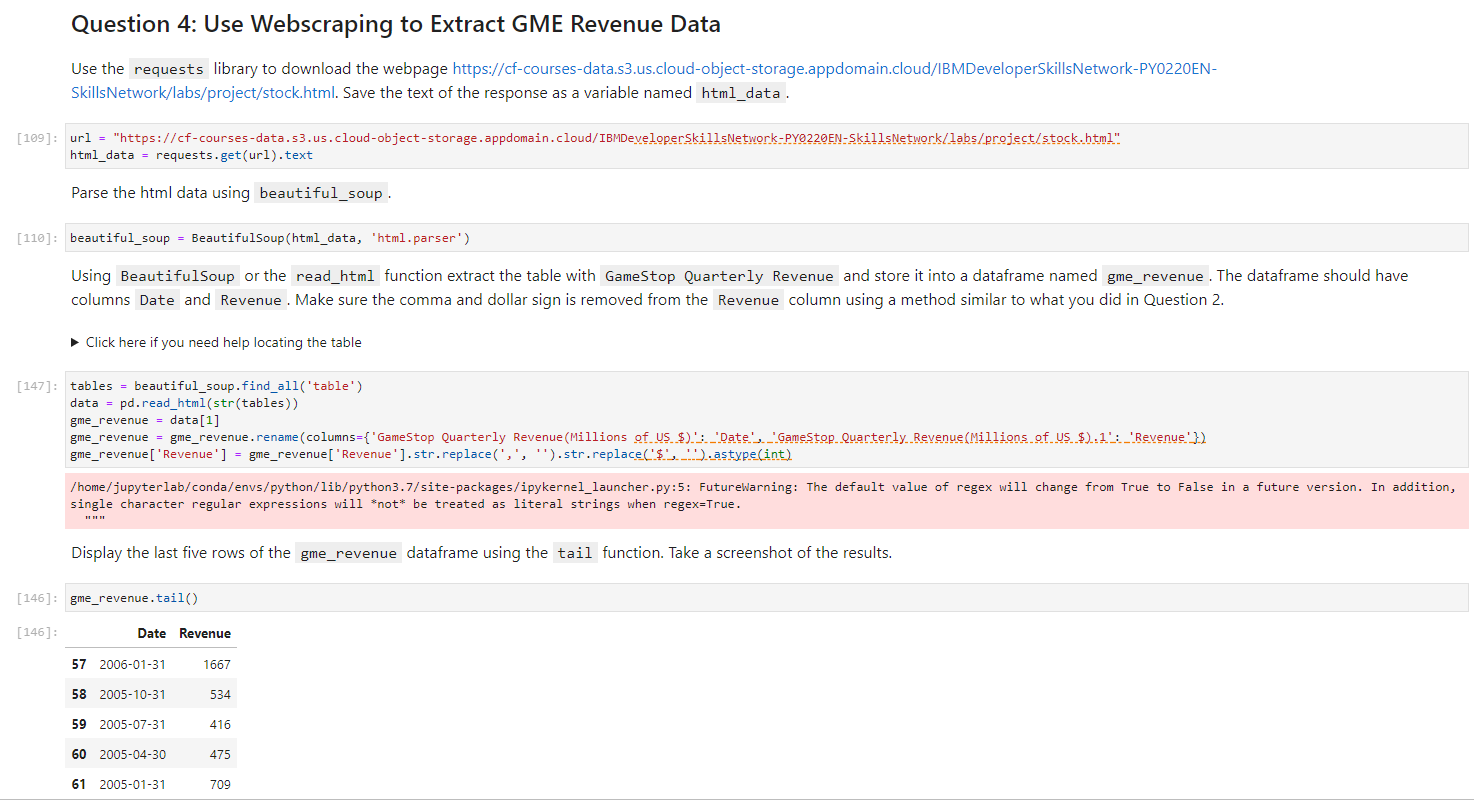 Question 4: Use Webscraping to Extract GME Revenue Data
Use the requests library to download the webpage https://cf-courses-data.s3.us.cloud-object-storage.appdomain.cloud/IBMDeveloperSkillsNetwork-PY0220EN-
SkillsNetwork/labs/project/stock.html. Save the text of the response as a variable named html_data.
[109]: url = "https://cf-courses-data.s3.us.cloud-object-storage.appdomain.cloud/IBMDeveloperSkillsNetwork-PY0220EN-SkillsNetwork/labs/project/stock.html"
html_data = requests.get(url).text
Parse the html data using beautiful_soup.
[110]: beautiful_soup = BeautifulSoup(html_data, 'html.parser')
Using BeautifulSoup or the read_html function extract the table with GameStop Quarterly Revenue and store it into a dataframe named gme_revenue. The dataframe should have
columns Date and Revenue. Make sure the comma and dollar sign is removed from the Revenue column using a method similar to what you did in Question 2.
▶ Click here if you need help locating the table
[147]: tables = beautiful_soup.find_all('table')
data = pd.read_html(str(tables))
gme_revenue = data[1]
gme_revenue = gme_revenue.rename(columns={'GameStop Quarterly Revenue(Millions of US $)': 'Date', 'GameStop Quarterly Revenue(Millions of US $).1': 'Revenue'})
gme_revenue['Revenue'] = gme_revenue['Revenue'].str.replace(',', '').str.replace('$', '').astype(int)
/home/jupyterlab/conda/envs/python/lib/python3.7/site-packages/ipykernel_launcher.py:5: FutureWarning: The default value of regex will change from True to False in a future version. In addition,
single character regular expressions will *not* be treated as literal strings when regex=True.
"""
Display the last five rows of the gme_revenue dataframe using the tail function. Take a screenshot of the results.
[146]: gme_revenue.tail()
[146]: Date Revenue
57 2006-01-31 1667
58 2005-10-31 534
59 2005-07-31 416
60 2005-04-30 475
61 2005-01-31 709